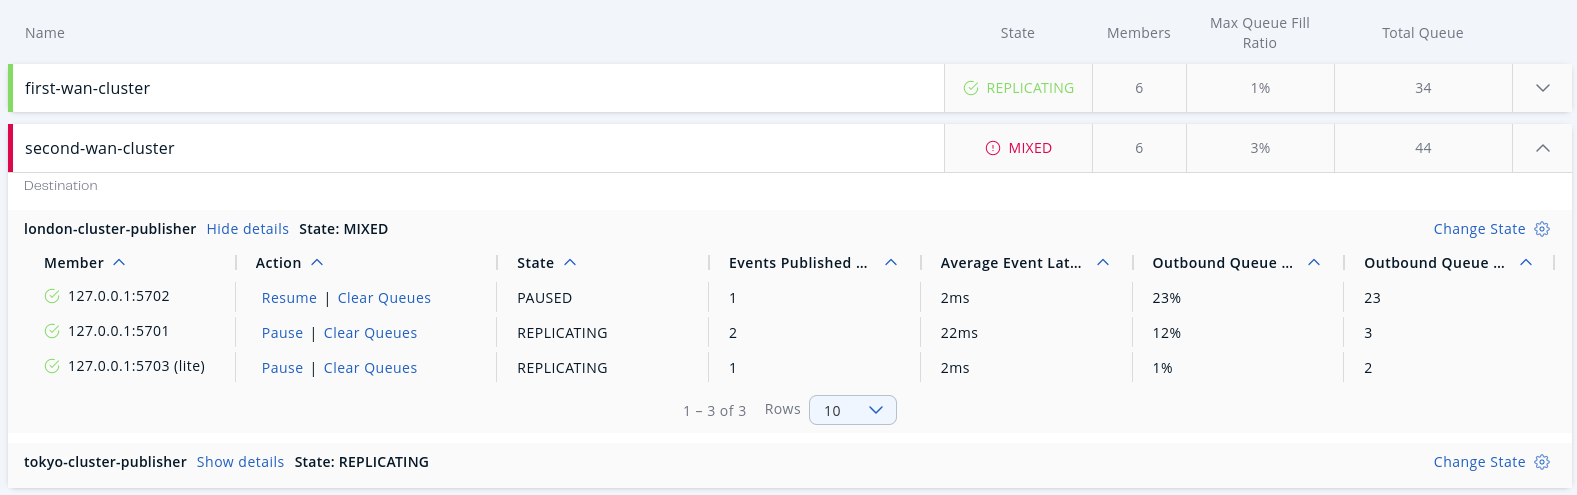 Name State Members Max Queue Fill Ratio Total Queue
first-wan-cluster REPLICATING 6 1% 34
second-wan-cluster MIXED 6 3% 44
Destination
london-cluster-publisher Hide details State: MIXED Change State
Member Action State Events Published ... Average Event Lat... Outbound Queue ... Outbound Queue ...
127.0.0.1:5702 Resume | Clear Queues PAUSED 1 2ms 23% 23
127.0.0.1:5701 Pause | Clear Queues REPLICATING 2 22ms 12% 3
127.0.0.1:5703 (lite) Pause | Clear Queues REPLICATING 1 2ms 1% 2
1 – 3 of 3 Rows 10
tokyo-cluster-publisher Show details State: REPLICATING Change State